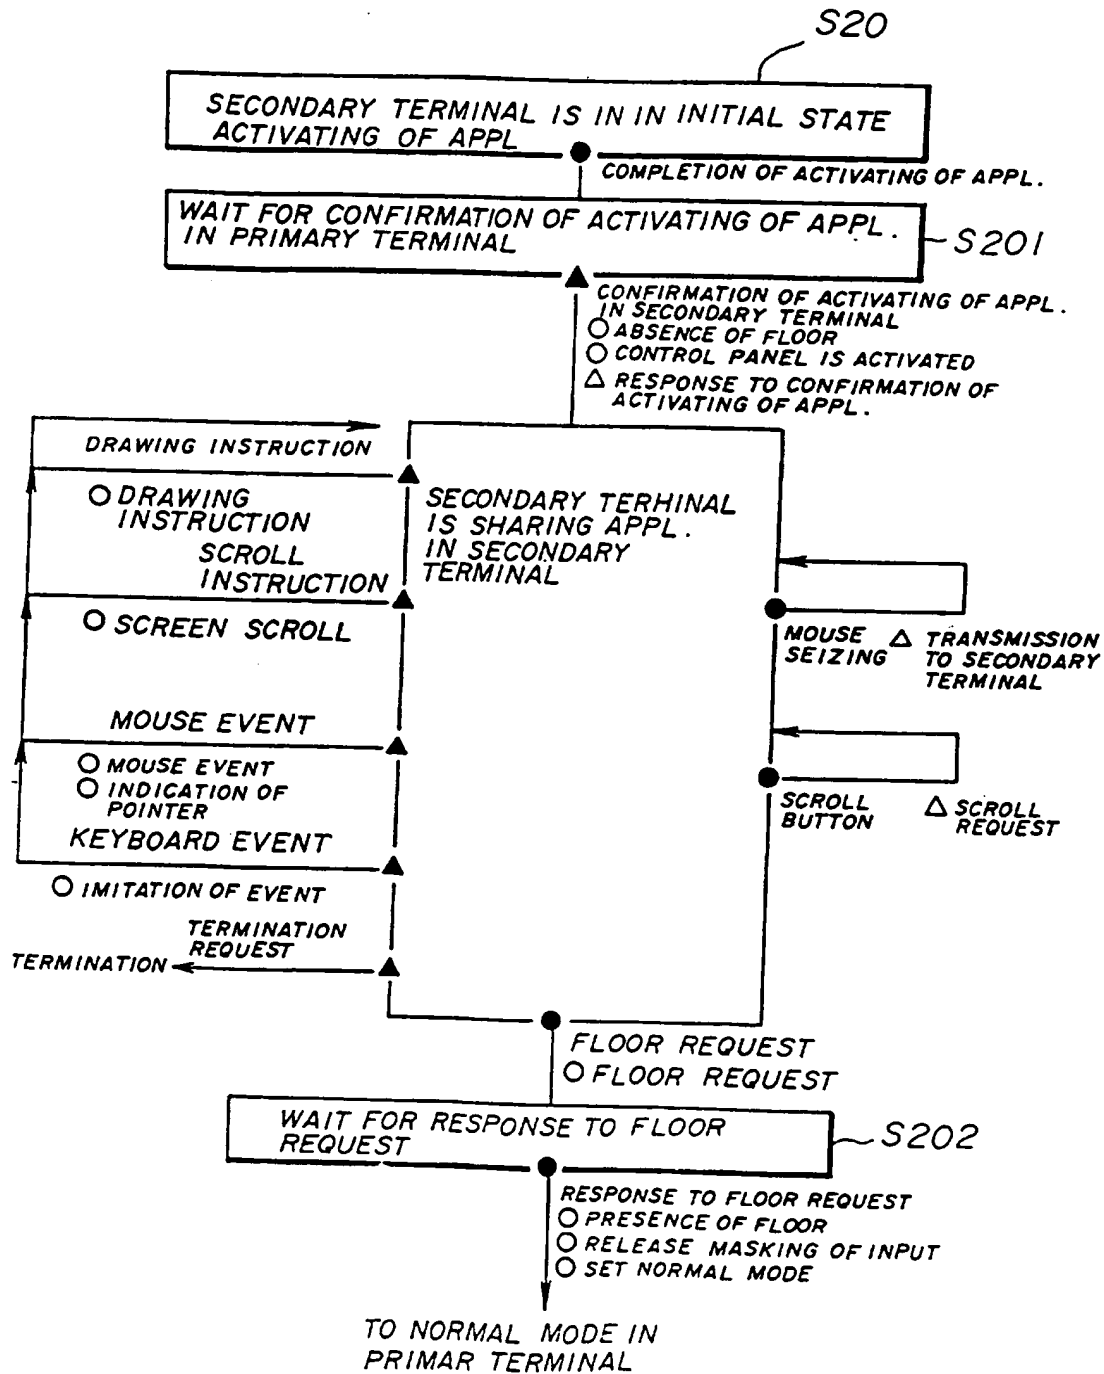 S20
SECONDARY TERMINAL IS IN IN INITIAL STATE
ACTIVATING OF APPL
COMPLETION OF ACTIVATING OF APPL.
WAIT FOR CONFIRMATION OF ACTIVATING OF APPL.
IN PRIMARY TERMINAL
S201
CONFIRMATION OF ACTIVATING OF APPL.
IN SECONDARY TERMINAL
ABSENCE OF FLOOR
CONTROL PANEL IS ACTIVATED
RESPONSE TO CONFIRMATION OF
ACTIVATING OF APPL.
DRAWING INSTRUCTION
DRAWING
INSTRUCTION
SCROLL
INSTRUCTION
SCREEN SCROLL
MOUSE EVENT
MOUSE EVENT
INDICATION OF
POINTER
KEYBOARD EVENT
IMITATION OF EVENT
TERMINATION
REQUEST
TERMINATION
SECONDARY TERHINAL
IS SHARING APPL.
IN SECONDARY
TERMINAL
MOUSE
SEIZING
TRANSMISSION
TO SECONDARY
TERMINAL
SCROLL
BUTTON
SCROLL
REQUEST
FLOOR REQUEST
FLOOR REQUEST
WAIT FOR RESPONSE TO FLOOR
REQUEST
S202
RESPONSE TO FLOOR REQUEST
PRESENCE OF FLOOR
RELEASE MASKING OF INPUT
SET NORMAL MODE
TO NORMAL MODE IN
PRIMAR TERMINAL